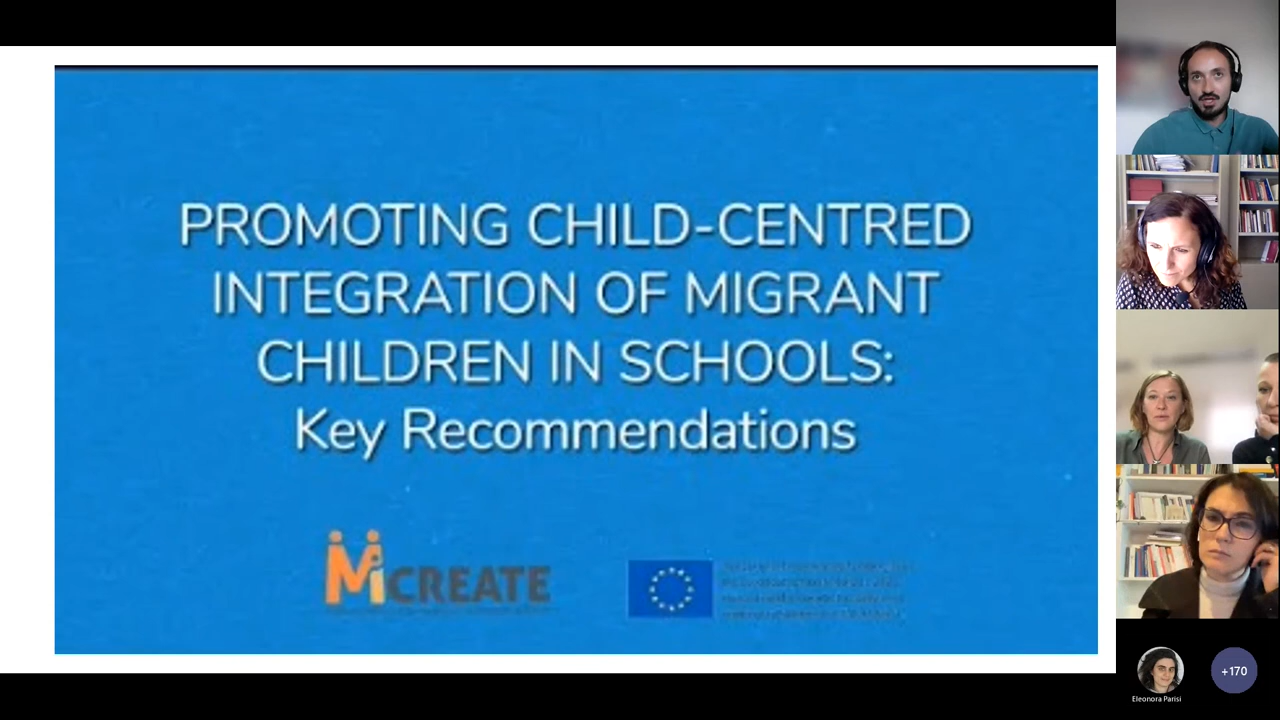 PROMOTING CHILD-CENTRED
INTEGRATION OF MIGRANT
CHILDREN IN SCHOOLS:
Key Recommendations
MiCREATE
Eleonora Parisi
+170